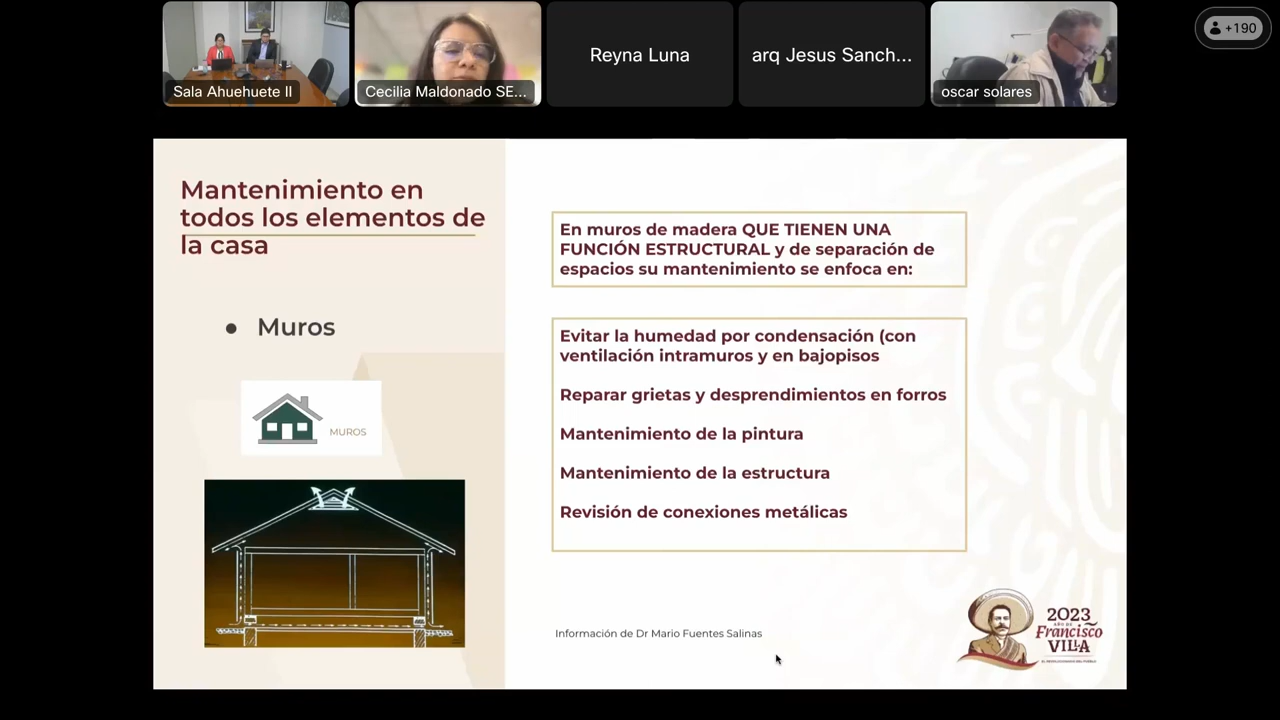 Sala Ahuehuete II
Cecilia Maldonado SE...
Reyna Luna
arq Jesus Sanch...
oscar solares
+190
Mantenimiento en
todos los elementos de
la casa
● Muros
MUROS
En muros de madera QUE TIENEN UNA
FUNCIÓN ESTRUCTURAL y de separación de
espacios su mantenimiento se enfoca en:
Evitar la humedad por condensación (con
ventilación intramuros y en bajopisos
Reparar grietas y desprendimientos en forros
Mantenimiento de la pintura
Mantenimiento de la estructura
Revisión de conexiones metálicas
Información de Dr Mario Fuentes Salinas
2023
AÑO DE
Francisco
VILLA